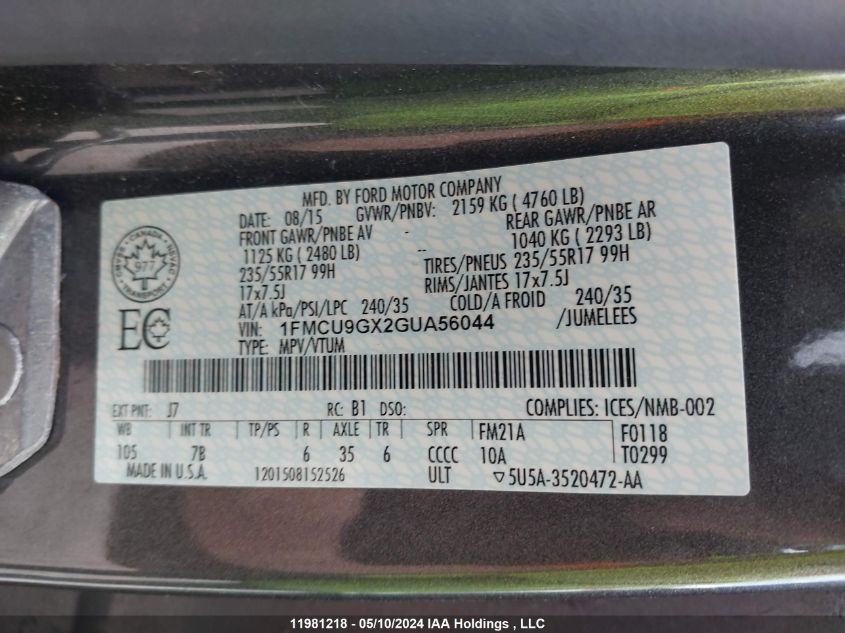 MFD. BY FORD MOTOR COMPANY
DATE: 08/15 GVWR/PNBV: 2159 KG ( 4760 LB)
FRONT GAWR/PNBE AV - REAR GAWR/PNBE AR
1125 KG ( 2480 LB) -- 1040 KG ( 2293 LB)
235/55R17 99H TIRES/PNEUS 235/55R17 99H
17x7.5J RIMS/JANTES 17x7.5J
AT/A kPa/PSI/LPC 240/35 COLD/A FROID 240/35
VIN: 1FMCU9GX2GUA56044 /JUMELEES
TYPE: MPV/VTUM
CANADA
977
TRANSPORT
EC
EXT PNT: J7 RC: B1 DSO: COMPLIES: ICES/NMB-002
WB INT TR TP/PS R AXLE TR SPR FM21A F0118
105 7B 6 35 6 CCCC 10A T0299
MADE IN U.S.A. 1201508152526 ULT 5U5A-3520472-AA
11981218 - 05/10/2024 IAA Holdings , LLC